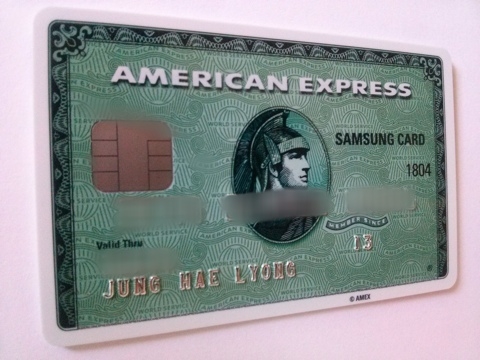 AMERICAN EXPRESS
SAMSUNG CARD
1804
MEMBER SINCE
Valid Thru
13
JUNG HAE LYONG
® 
© AMEX